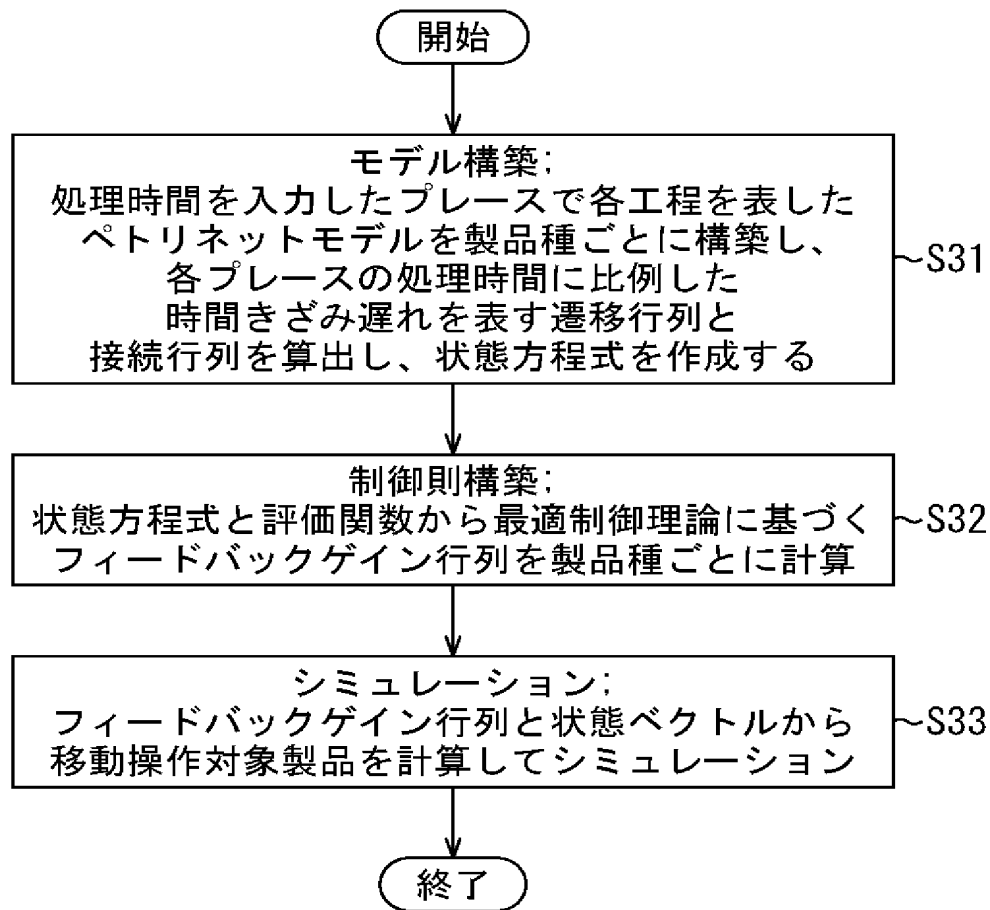 開始
モデル構築;
処理時間を入力したプレースで各工程を表した
ペトリネットモデルを製品種ごとに構築し、
各プレースの処理時間に比例した
時間きざみ遅れを表す遷移行列と
接続行列を算出し、状態方程式を作成する
~S31
制御則構築;
状態方程式と評価関数から最適制御理論に基づく
フィードバックゲイン行列を製品種ごとに計算
~S32
シミュレーション;
フィードバックゲイン行列と状態ベクトルから
移動操作対象製品を計算してシミュレーション
~S33
終了